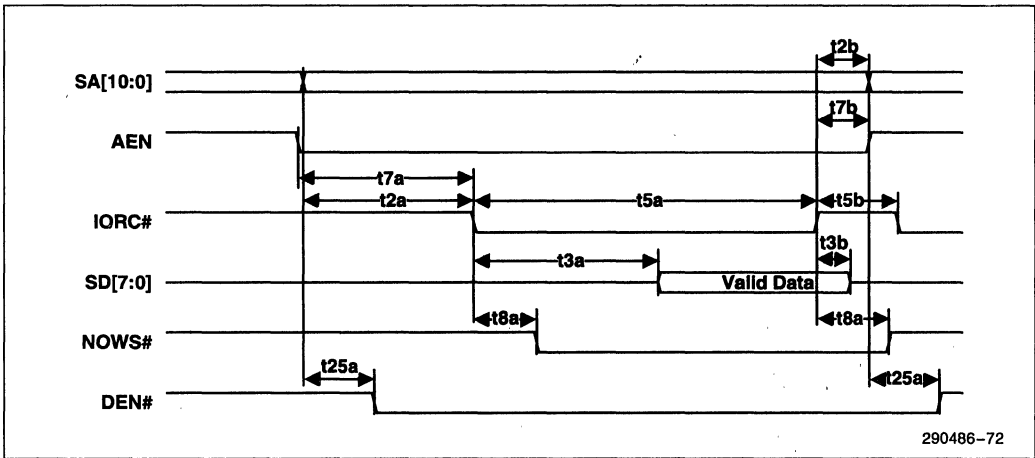 t2b
SA[10:0]
t7b
AEN
t7a
t2a
t5a
t5b
IORC#
t3b
t3a
SD[7:0]
Valid Data
t8a
t8a
NOWS#
t25a
t25a
DEN#
290486-72